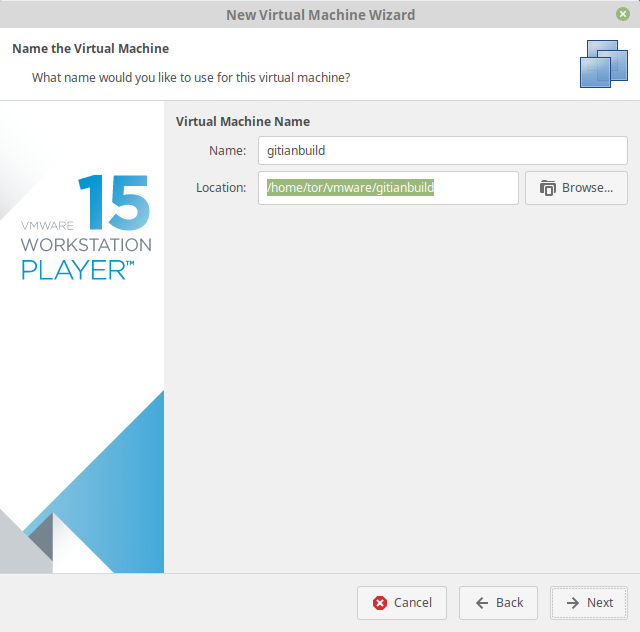 New Virtual Machine Wizard
Name the Virtual Machine
What name would you like to use for this virtual machine?
VMWARE 15
WORKSTATION
PLAYER™
Virtual Machine Name
Name: gitianbuild
Location: /home/tor/vmware/gitianbuild Browse...
Cancel Back Next